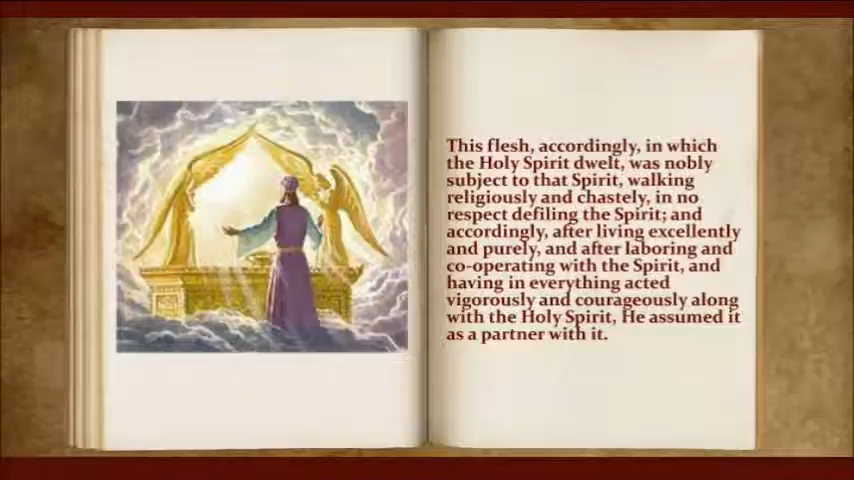 This flesh, accordingly, in which
the Holy Spirit dwelt, was nobly
subject to that Spirit, walking
religiously and chastely, in no
respect defiling the Spirit; and
accordingly, after living excellently
and purely, and after laboring and
co-operating with the Spirit, and
having in everything acted
vigorously and courageously along
with the Holy Spirit, He assumed it
as a partner with it.